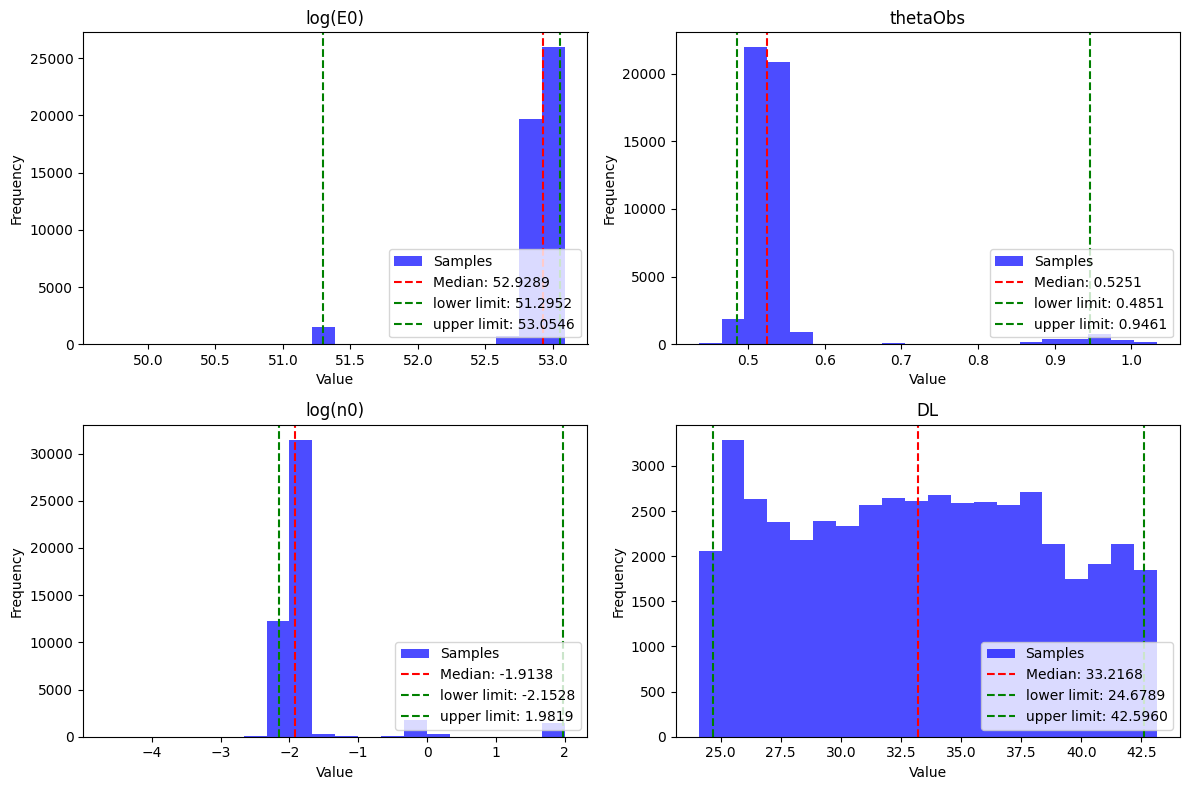 log(E0)
Frequency
25000
20000
15000
10000
5000
0
Samples
Median: 52.9289
lower limit: 51.2952
upper limit: 53.0546
50.0 50.5 51.0 51.5 52.0 52.5 53.0
Value
thetaObs
Frequency
20000
15000
10000
5000
0
Samples
Median: 0.5251
lower limit: 0.4851
upper limit: 0.9461
0.5 0.6 0.7 0.8 0.9 1.0
Value
log(n0)
Frequency
30000
25000
20000
15000
10000
5000
0
Samples
Median: -1.9138
lower limit: -2.1528
upper limit: 1.9819
−4 −3 −2 −1 0 1 2
Value
DL
Frequency
3000
2500
2000
1500
1000
500
0
Samples
Median: 33.2168
lower limit: 24.6789
upper limit: 42.5960
25.0 27.5 30.0 32.5 35.0 37.5 40.0 42.5
Value